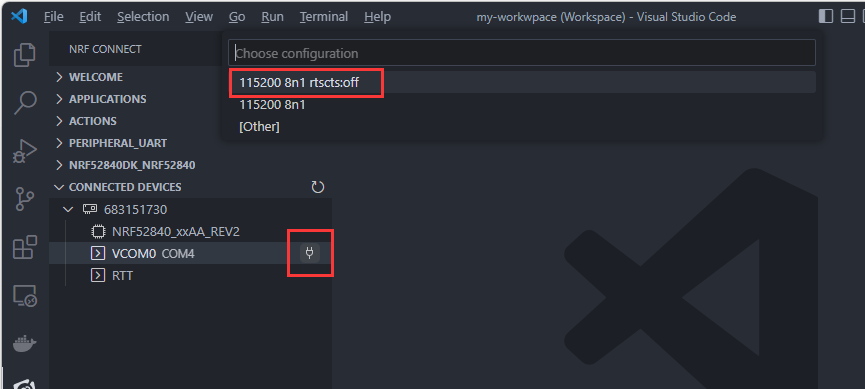 File Edit Selection View Go Run Terminal Help my-workwpace (Workspace) - Visual Studio Code
NRF CONNECT
Choose configuration
WELCOME
115200 8n1 rtscts:off
APPLICATIONS
115200 8n1
ACTIONS
[Other]
PERIPHERAL_UART
NRF52840DK_NRF52840
CONNECTED DEVICES
683151730
NRF52840_xxAA_REV2
VCOM0 COM4
RTT